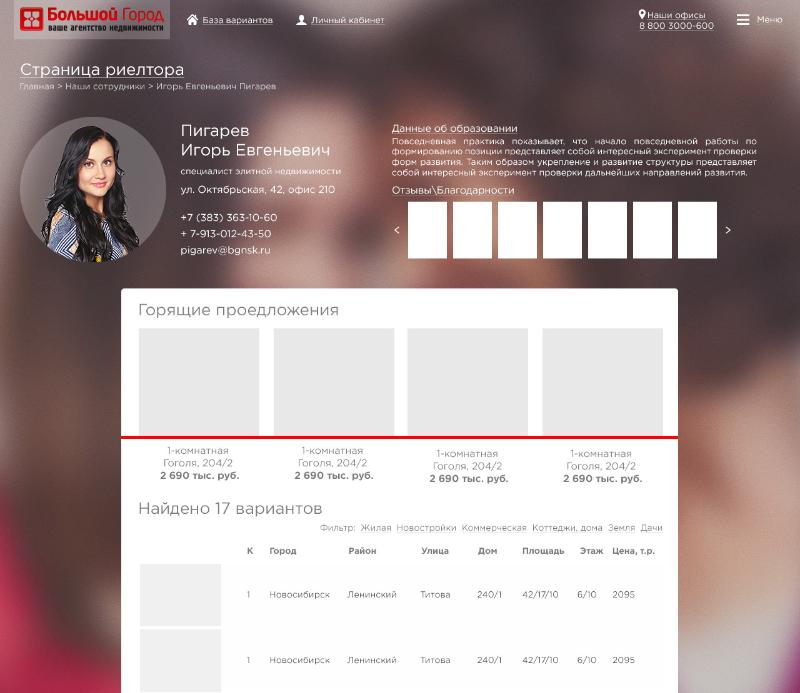 Большой Город
ваше агентство недвижимости
База вариантов
Личный кабинет
Наши офисы
8 800 3000-600
Меню
Страница риелтора
Главная > Наши сотрудники > Игорь Евгеньевич Пигарев
Пигарев
Игорь Евгеньевич
специалист элитной недвижимости
ул. Октябрьская, 42, офис 210
+7 (383) 363-10-60
+ 7-913-012-43-50
pigarev@bgnsk.ru
Данные об образовании
Повседневная практика показывает, что начало повседневной работы по
формированию позиции представляет собой интересный эксперимент проверки
форм развития. Таким образом укрепление и развитие структуры представляет
собой интересный эксперимент проверки дальнейших направлений развития.
Отзывы\Благодарности
< >
Горящие проедложения
1-комнатная 1-комнатная 1-комнатная 1-комнатная
Гоголя, 204/2 Гоголя, 204/2 Гоголя, 204/2 Гоголя, 204/2
2 690 тыс. руб. 2 690 тыс. руб. 2 690 тыс. руб. 2 690 тыс. руб.
Найдено 17 вариантов
Фильтр: Жилая Новостройки Коммерческая Коттеджи, дома Земля Дачи
К Город Район Улица Дом Площадь Этаж Цена, т.р.
1 Новосибирск Ленинский Титова 240/1 42/17/10 6/10 2095
1 Новосибирск Ленинский Титова 240/1 42/17/10 6/10 2095